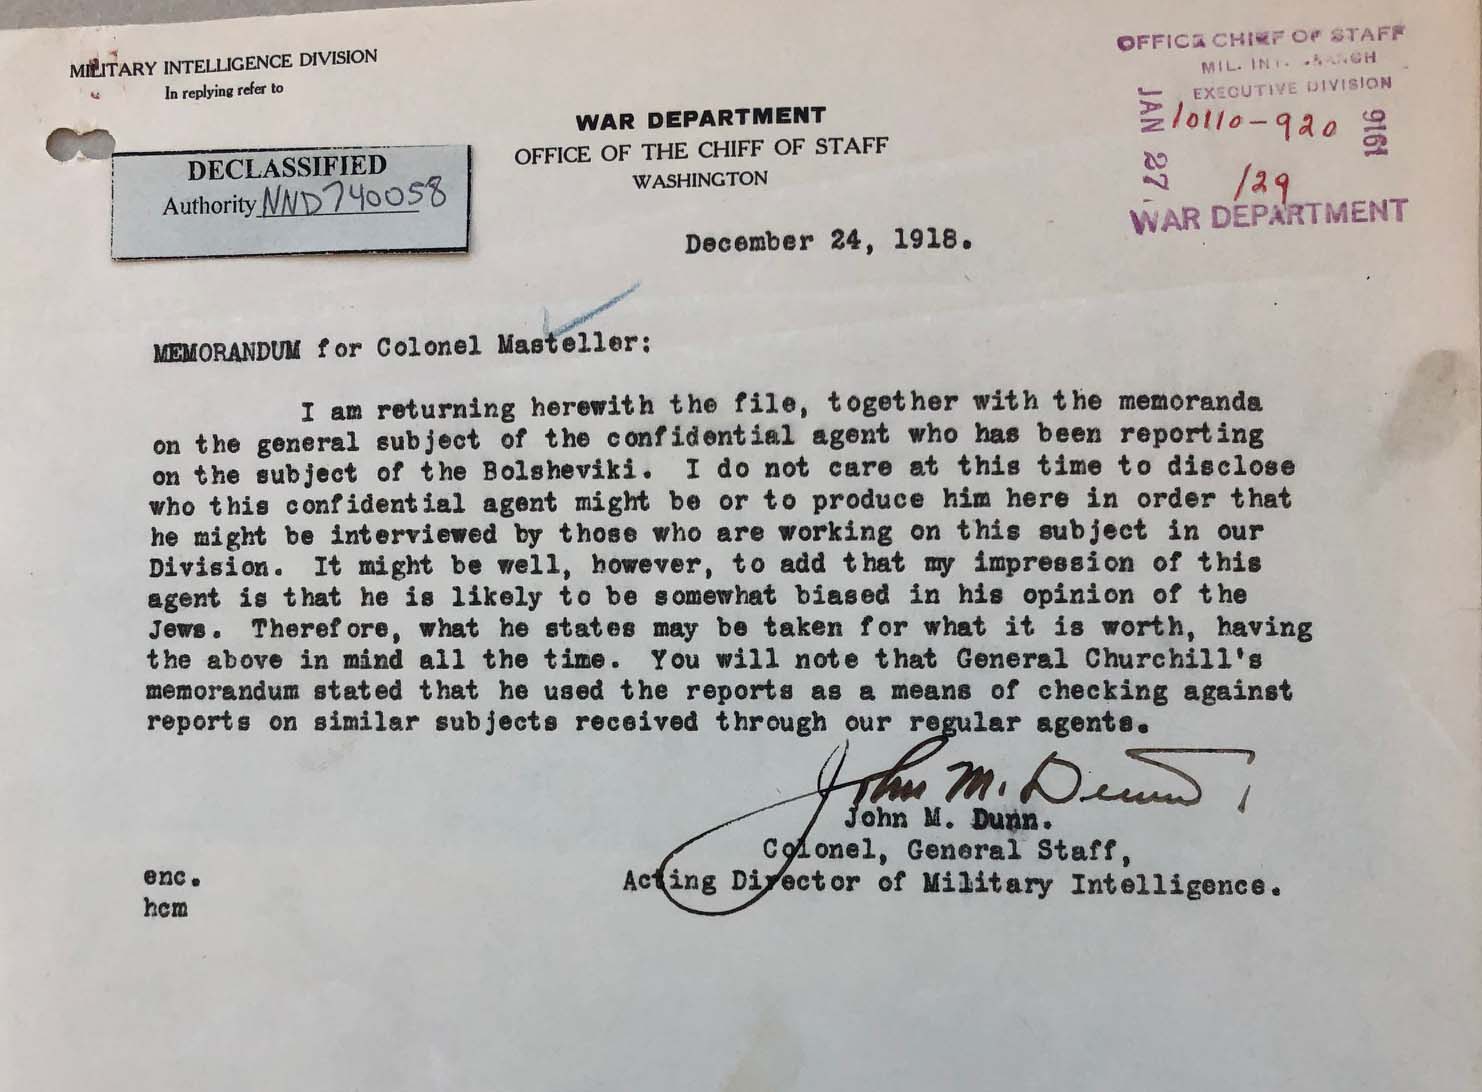 MILITARY INTELLIGENCE DIVISION
In replying refer to
WAR DEPARTMENT
OFFICE OF THE CHIFF OF STAFF
WASHINGTON
DECLASSIFIED
Authority NND740058
OFFICE CHIEF OF STAFF
MIL. INT. BRANCH
EXECUTIVE DIVISION
JAN 27
10110-920
1919
/29
WAR DEPARTMENT
December 24, 1918.
MEMORANDUM for Colonel Masteller:
I am returning herewith the file, together with the memoranda
on the general subject of the confidential agent who has been reporting
on the subject of the Bolsheviki. I do not care at this time to disclose
who this confidential agent might be or to produce him here in order that
he might be interviewed by those who are working on this subject in our
Division. It might be well, however, to add that my impression of this
agent is that he is likely to be somewhat biased in his opinion of the
Jews. Therefore, what he states may be taken for what it is worth, having
the above in mind all the time. You will note that General Churchill's
memorandum stated that he used the reports as a means of checking against
reports on similar subjects received through our regular agents.
John M. Dunn
John M. Dunn.
Colonel, General Staff,
Acting Director of Military Intelligence.
enc.
hcm